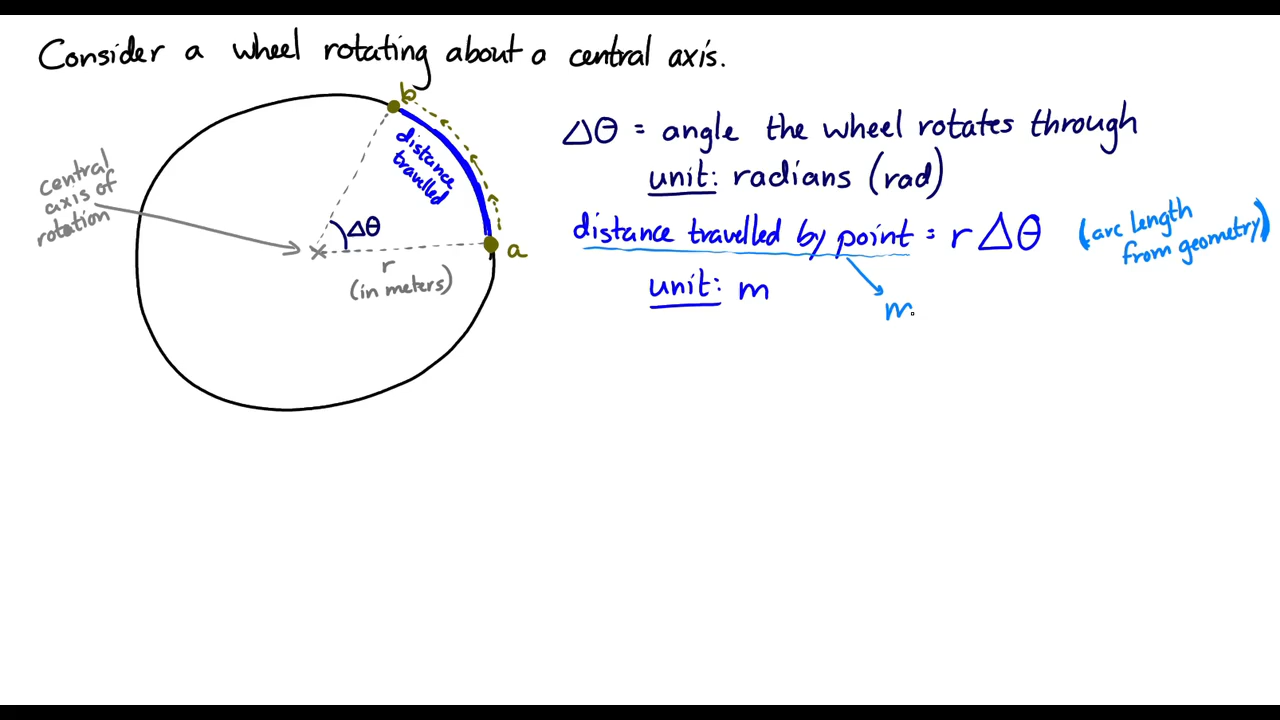 Consider a wheel rotating about a central axis.
b
distance
travelled
central
axis of
rotation
Δθ
r
(in meters)
a
Δθ = angle the wheel rotates through
unit: radians (rad)
distance travelled by point = r Δθ
(arc length
from geometry)
unit: m
m